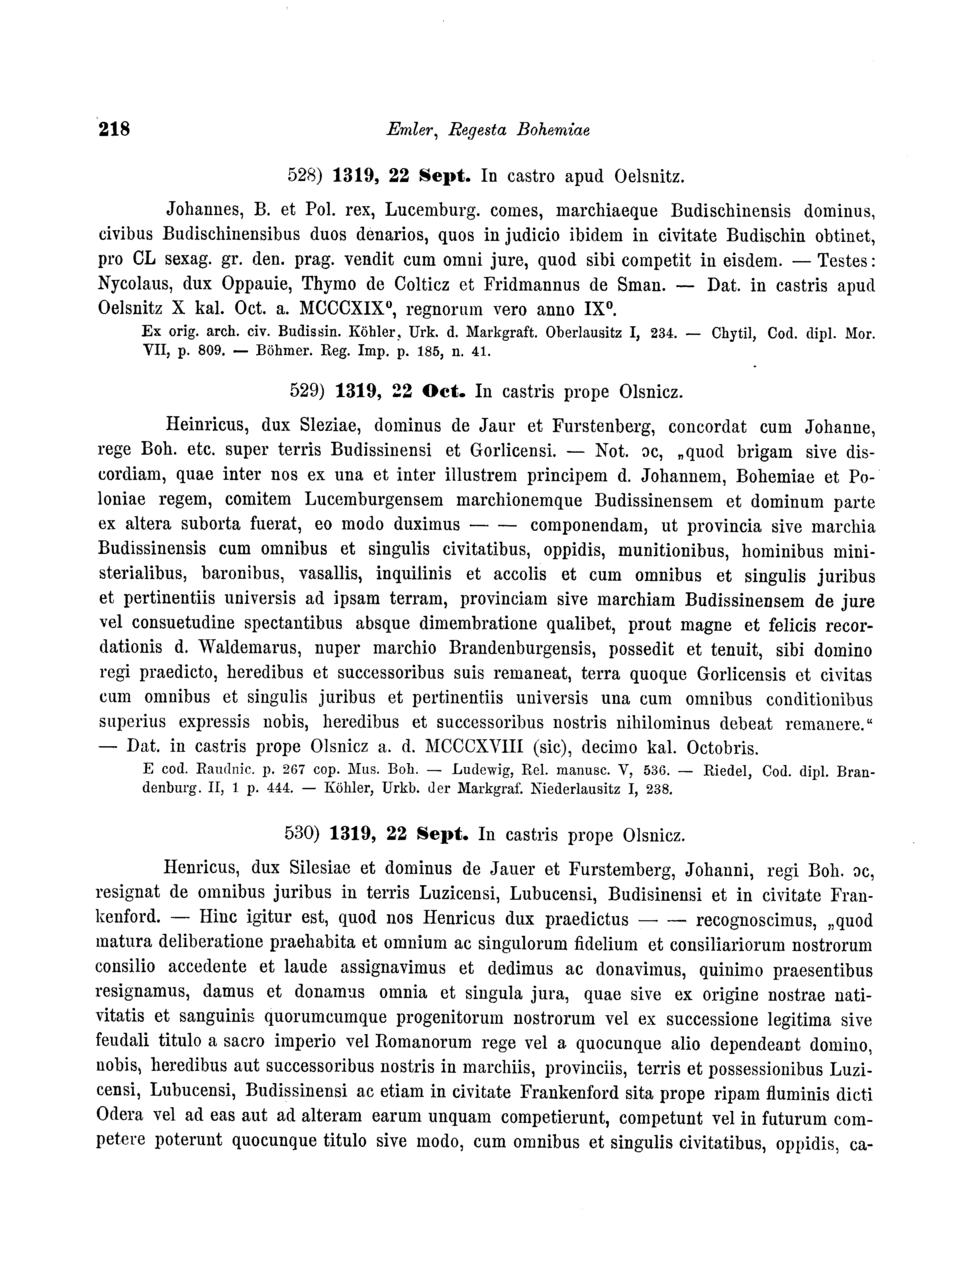 218 Emler, Regesta Bohemiae
528) 1319, 22 Sept. In castro apud Oelsnitz.
Johannes, B. et Pol. rex, Lucemburg. comes, marchiaeque Budischinensis dominus,
civibus Budischinensibus duos denarios, quos in judicio ibidem in civitate Budischin obtinet,
pro CL sexag. gr. den. prag. vendit cum omni jure, quod sibi competit in eisdem. — Testes:
Nycolaus, dux Oppauie, Thymo de Colticz et Fridmannus de Sman. — Dat. in castris apud
Oelsnitz X kal. Oct. a. MCCCXIX⁰, regnorum vero anno IX⁰.
Ex orig. arch. civ. Budissin. Köhler, Urk. d. Markgraft. Oberlausitz I, 234. — Chytil, Cod. dipl. Mor.
VII, p. 809. — Böhmer. Reg. Imp. p. 185, n. 41.
529) 1319, 22 Oct. In castris prope Olsnicz.
Heinricus, dux Sleziae, dominus de Jaur et Furstenberg, concordat cum Johanne,
rege Boh. etc. super terris Budissinensi et Gorlicensi. — Not. ↄc, „quod brigam sive dis-
cordiam, quae inter nos ex una et inter illustrem principem d. Johannem, Bohemiae et Po-
loniae regem, comitem Lucemburgensem marchionemque Budissinensem et dominum parte
ex altera suborta fuerat, eo modo duximus — — componendam, ut provincia sive marchia
Budissinensis cum omnibus et singulis civitatibus, oppidis, munitionibus, hominibus mini-
sterialibus, baronibus, vasallis, inquilinis et accolis et cum omnibus et singulis juribus
et pertinentiis universis ad ipsam terram, provinciam sive marchiam Budissinensem de jure
vel consuetudine spectantibus absque dimembratione qualibet, prout magne et felicis recor-
dationis d. Waldemarus, nuper marchio Brandenburgensis, possedit et tenuit, sibi domino
regi praedicto, heredibus et successoribus suis remaneat, terra quoque Gorlicensis et civitas
cum omnibus et singulis juribus et pertinentiis universis una cum omnibus conditionibus
superius expressis nobis, heredibus et successoribus nostris nihilominus debeat remanere.“
— Dat. in castris prope Olsnicz a. d. MCCCXVIII (sic), decimo kal. Octobris.
E cod. Raudnic. p. 267 cop. Mus. Boh. — Ludewig, Rel. manusc. V, 536. — Riedel, Cod. dipl. Bran-
denburg. II, 1 p. 444. — Köhler, Urkb. der Markgraf. Niederlausitz I, 238.
530) 1319, 22 Sept. In castris prope Olsnicz.
Henricus, dux Silesiae et dominus de Jauer et Furstemberg, Johanni, regi Boh. ↄc,
resignat de omnibus juribus in terris Luzicensi, Lubucensi, Budisinensi et in civitate Fran-
kenford. — Hinc igitur est, quod nos Henricus dux praedictus — — recognoscimus, „quod
matura deliberatione praehabita et omnium ac singulorum fidelium et consiliariorum nostrorum
consilio accedente et laude assignavimus et dedimus ac donavimus, quinimo praesentibus
resignamus, damus et donamus omnia et singula jura, quae sive ex origine nostrae nati-
vitatis et sanguinis quorumcumque progenitorum nostrorum vel ex successione legitima sive
feudali titulo a sacro imperio vel Romanorum rege vel a quocunque alio dependeant domino,
nobis, heredibus aut successoribus nostris in marchiis, provinciis, terris et possessionibus Luzi-
censi, Lubucensi, Budissinensi ac etiam in civitate Frankenford sita prope ripam fluminis dicti
Odera vel ad eas aut ad alteram earum unquam competierunt, competunt vel in futurum com-
petere poterunt quocunque titulo sive modo, cum omnibus et singulis civitatibus, oppidis, ca-